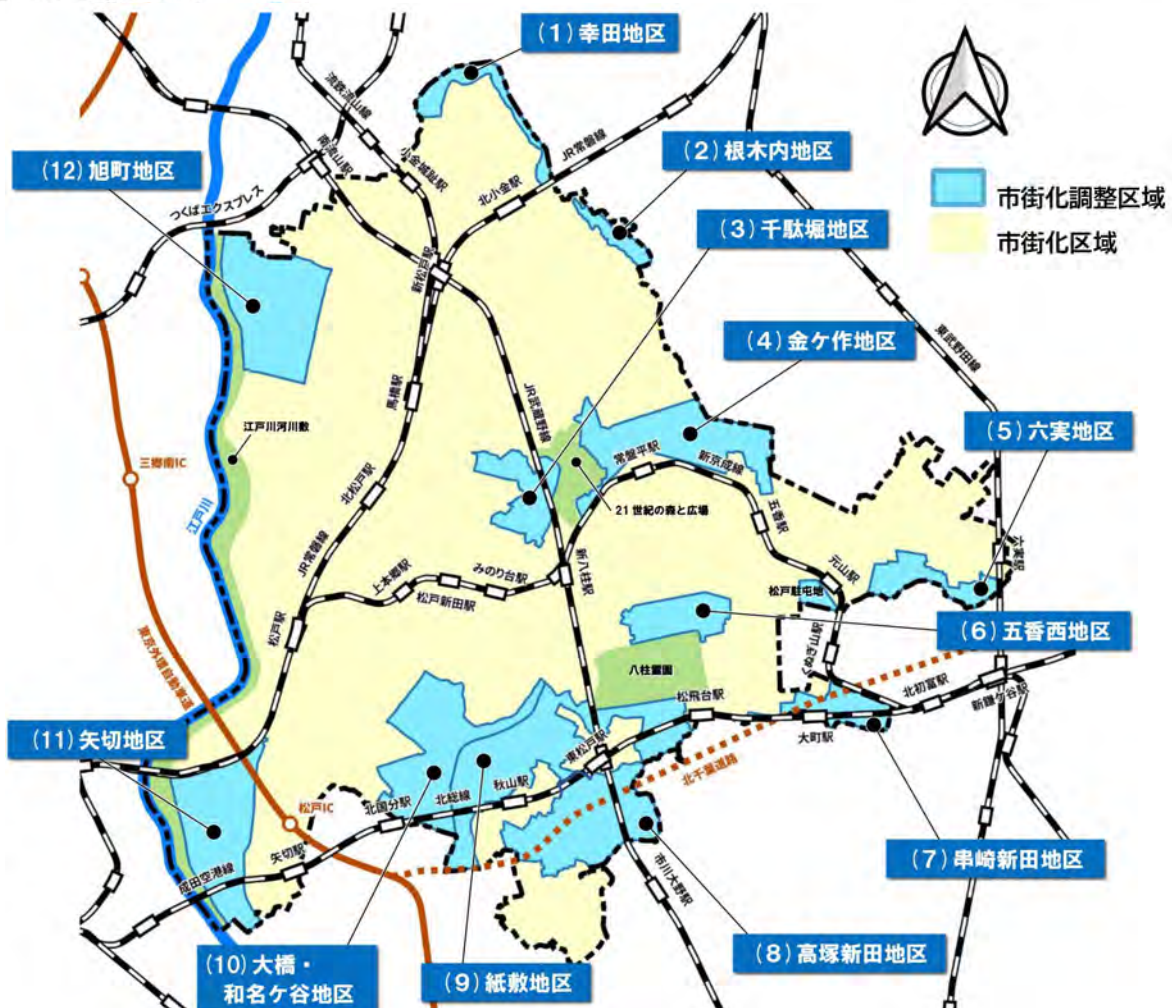 (1)幸田地区
流鉄流山線
南流山駅
小金城趾駅
JR常磐線
(2)根木内地区
(12)旭町地区
つくばエクスプレス
北小金駅
市街化調整区域
(3)千駄堀地区
市街化区域
新松戸駅
(4)金ケ作地区
東武野田線
馬橋駅
JR武蔵野線
江戸川河川敷
(5)六実地区
常盤平駅
新京成線
三郷南IC
北松戸駅
21世紀の森と広場
五香駅
江戸川
JR常磐線
六実駅
上本郷駅
みのり台駅
新八柱駅
元山駅
松戸新田駅
松戸駐屯地
松戸駅
(6)五香西地区
くぬぎ山駅
東京外環自動車道
八柱霊園
北初富駅
松飛台駅
新鎌ケ谷駅
(11)矢切地区
東松戸駅
大町駅
秋山駅
北千葉道路
松戸IC
北国分駅
北総線
矢切駅
(7)串崎新田地区
成田空港線
市川大野駅
(8)高塚新田地区
(10)大橋・
和名ケ谷地区
(9)紙敷地区